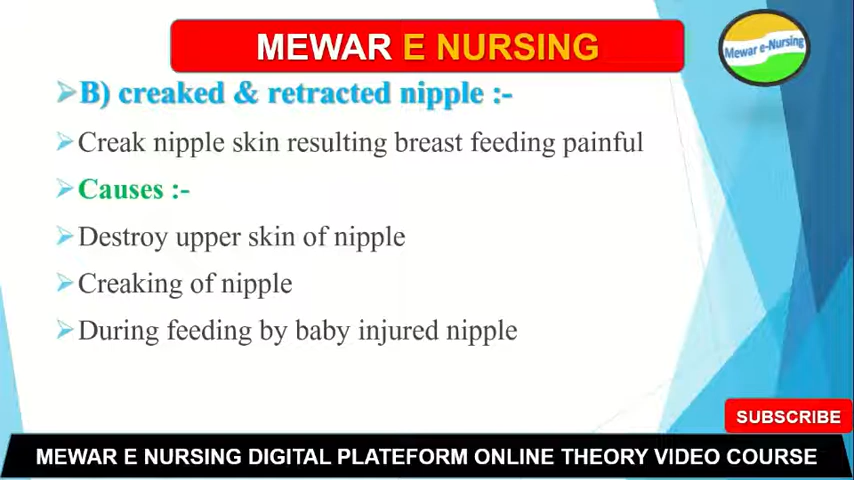 MEWAR E NURSING
Mewar e-Nursing
➢B) creaked & retracted nipple :-
➢Creak nipple skin resulting breast feeding painful
➢Causes :-
➢Destroy upper skin of nipple
➢Creaking of nipple
➢During feeding by baby injured nipple
SUBSCRIBE
MEWAR E NURSING DIGITAL PLATEFORM ONLINE THEORY VIDEO COURSE